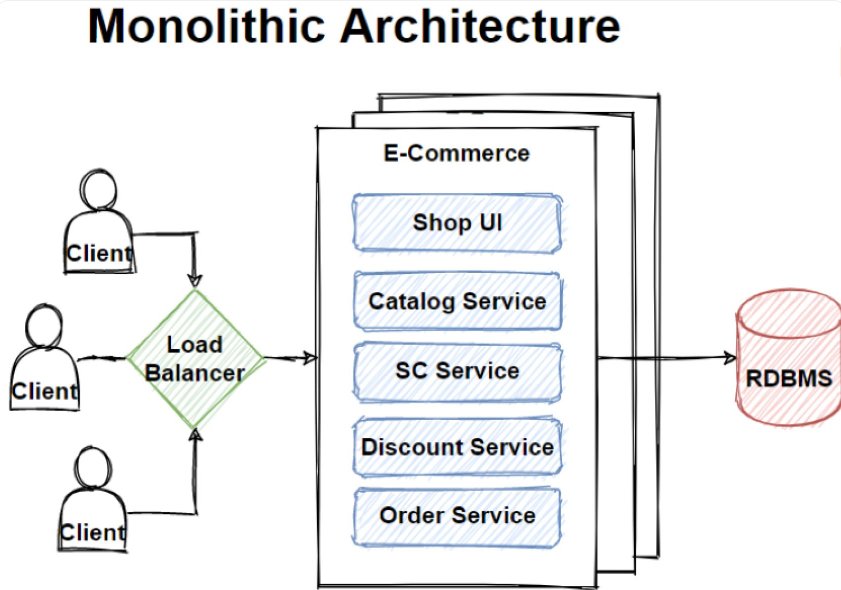 Monolithic Architecture
E-Commerce
Shop UI
Catalog Service
SC Service
Discount Service
Order Service
Client
Client
Client
Load
Balancer
RDBMS